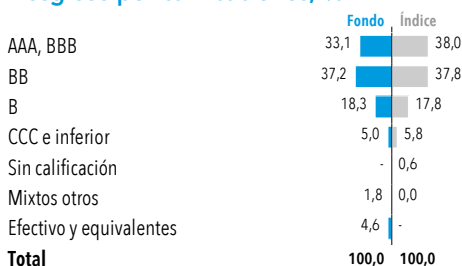 Fondo Índice
AAA, BBB 33,1 38,0
BB 37,2 37,8
B 18,3 17,8
CCC e inferior 5,0 5,8
Sin calificación - 0,6
Mixtos otros 1,8 0,0
Efectivo y equivalentes 4,6 -
Total 100,0 100,0